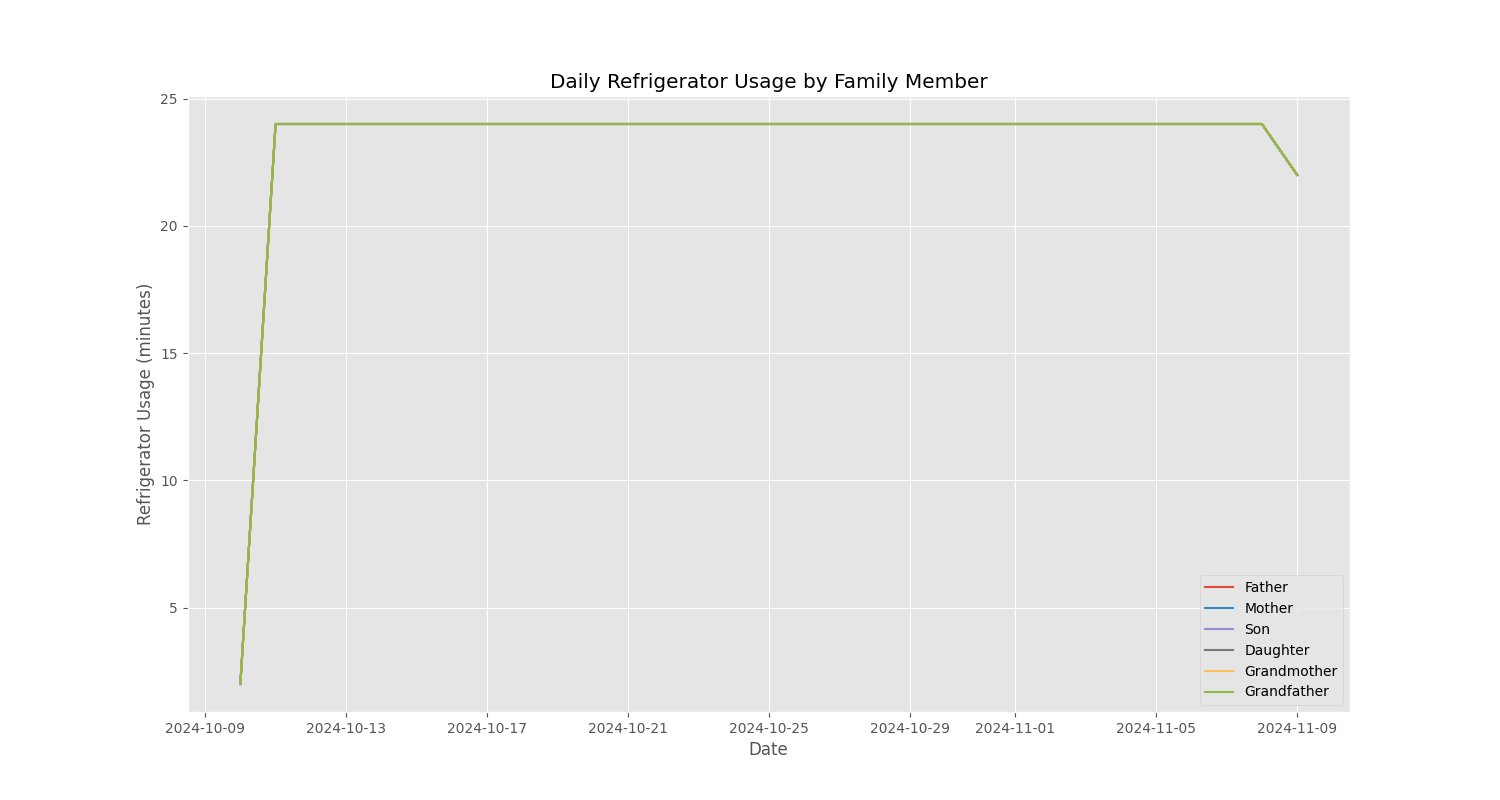 Daily Refrigerator Usage by Family Member
Refrigerator Usage (minutes)
25
20
15
10
5
Father
Mother
Son
Daughter
Grandmother
Grandfather
2024-10-09 2024-10-13 2024-10-17 2024-10-21 2024-10-25 2024-10-29 2024-11-01 2024-11-05 2024-11-09
Date